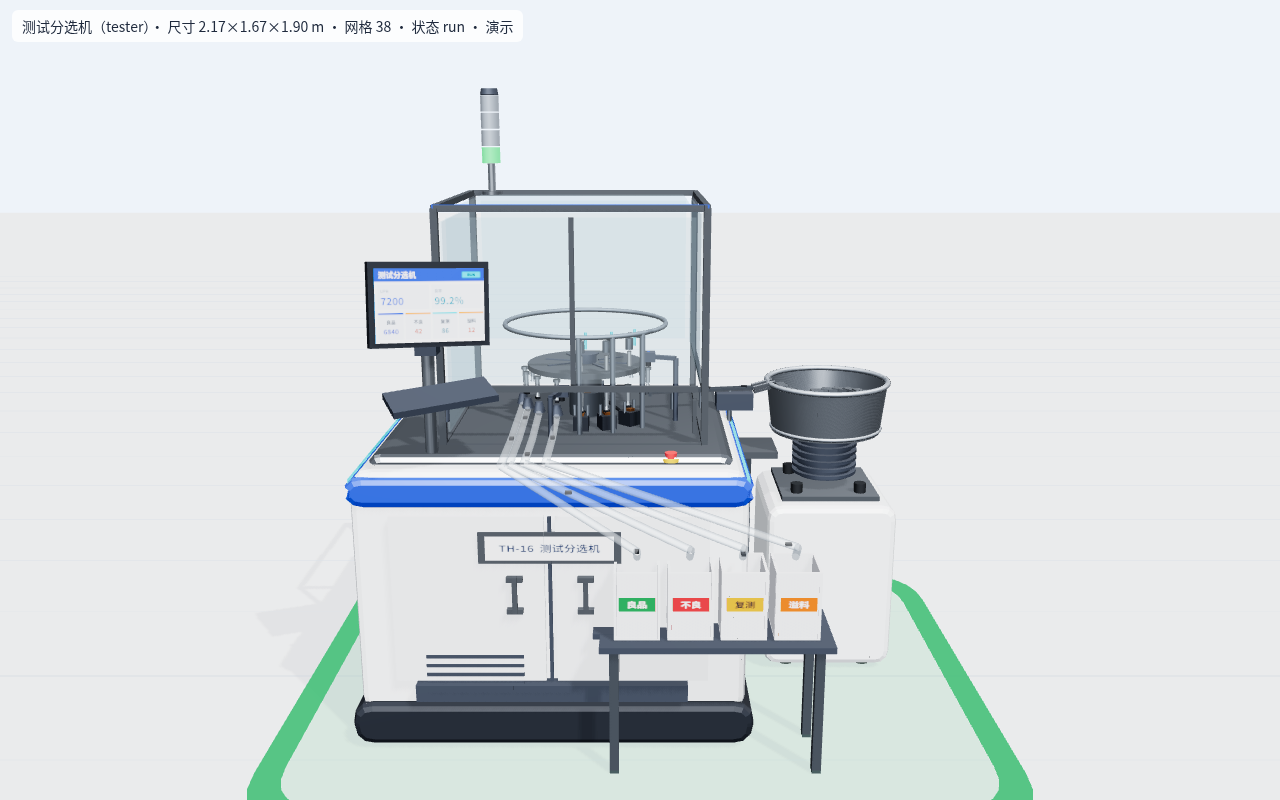 测试分选机（tester）· 尺寸 2.17×1.67×1.90 m · 网格 38 · 状态 run · 演示
测试分选机
7200
99.2%
TH-16 测试分选机
良品
不良
复测
溜料